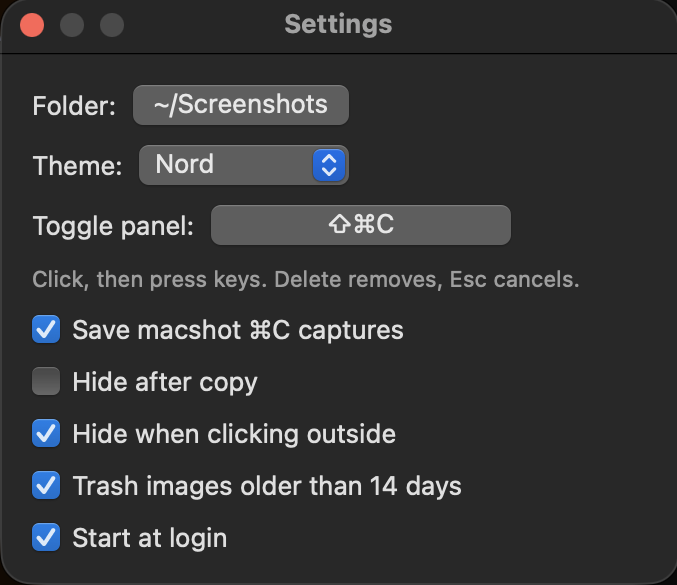 Settings
Folder: ~/Screenshots
Theme: Nord
Toggle panel: ⇧⌘C
Click, then press keys. Delete removes, Esc cancels.
Save macshot ⌘C captures
Hide after copy
Hide when clicking outside
Trash images older than 14 days
Start at login